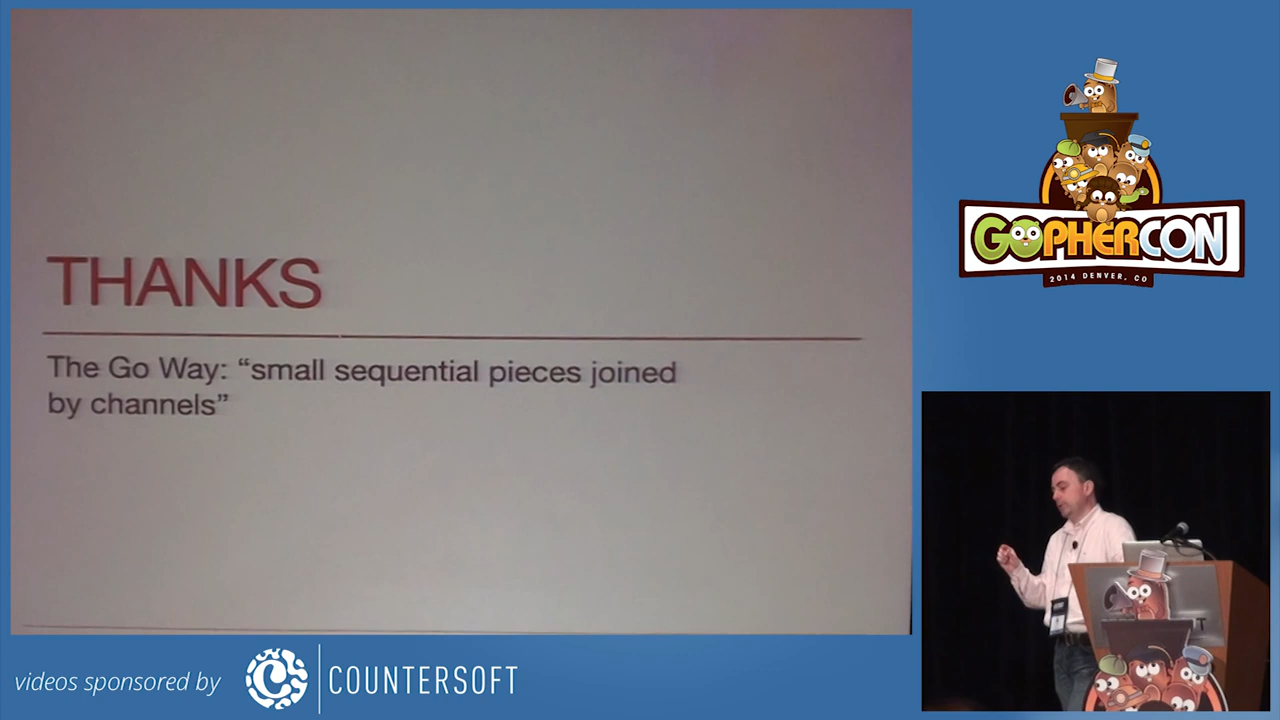 THANKS
The Go Way: “small sequential pieces joined
by channels”
GOPHERCON
2014 DENVER, CO
videos sponsored by
COUNTERSOFT